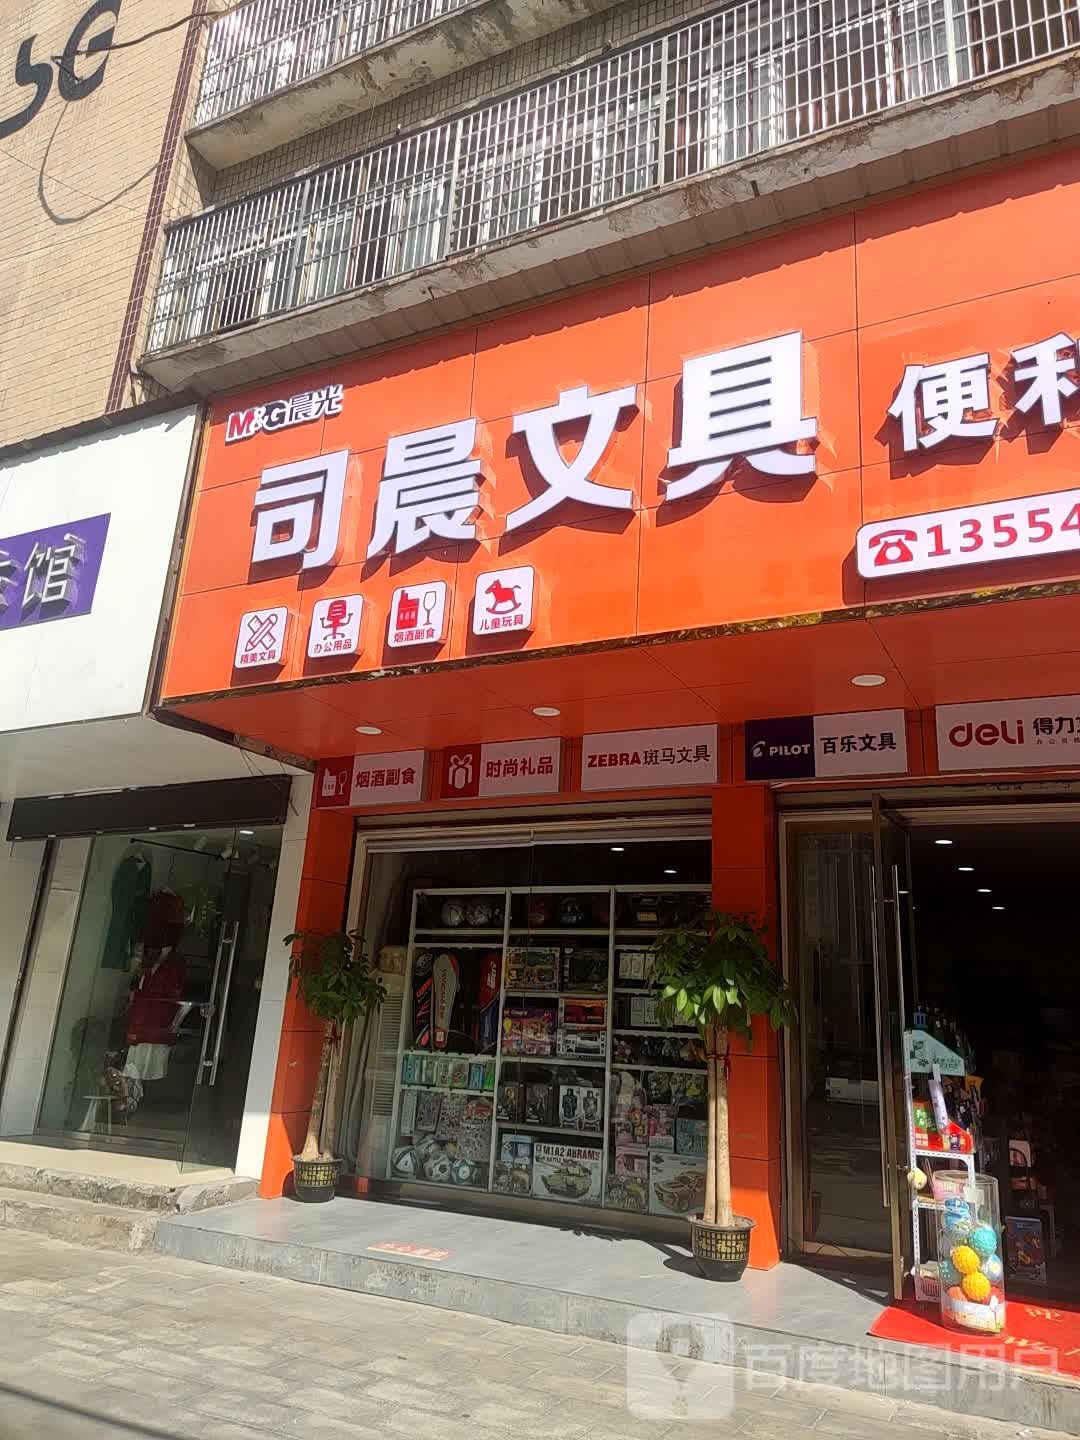 SG
馆
M&G晨光
司晨文具 便利
13554
精美文具
办公用品
烟酒副食
儿童玩具
烟酒副食
时尚礼品
ZEBRA斑马文具
PILOT 百乐文具
deli 得力文
M1A2 ABRAMS
百度地图用户